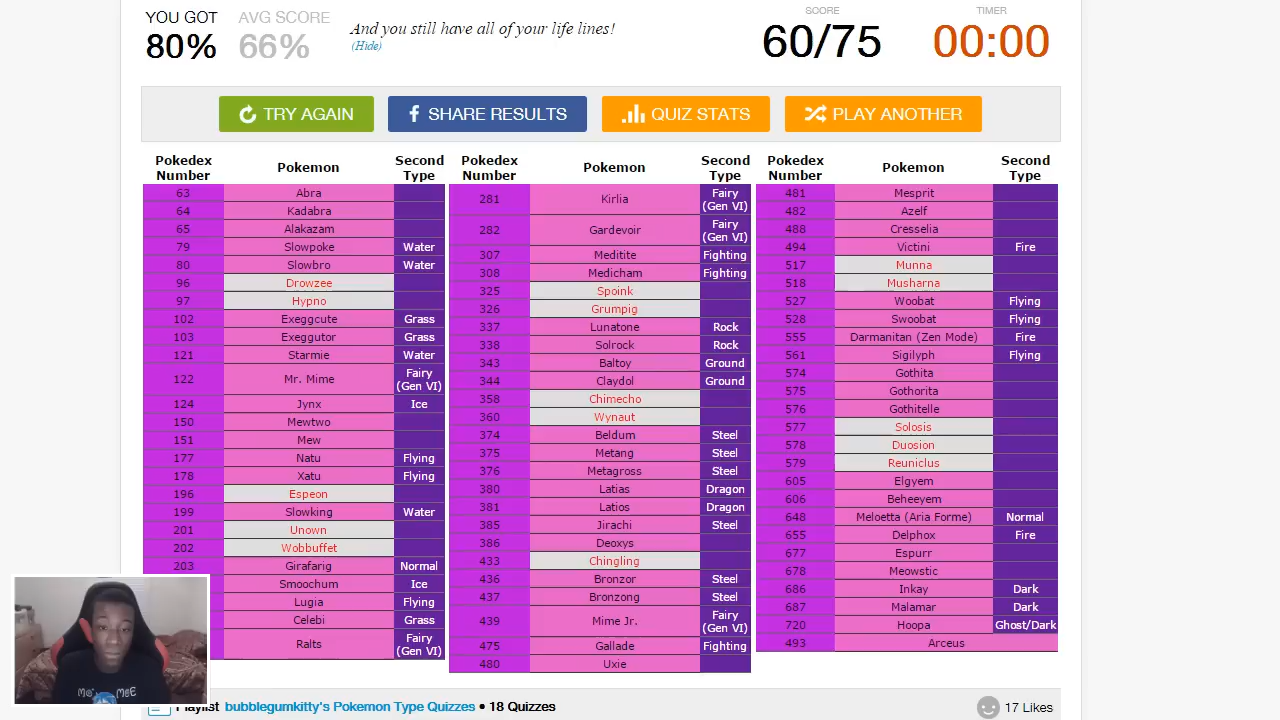 YOU GOT
80%
AVG SCORE
66%
And you still have all of your life lines!
(Hide)
SCORE
60/75
TIMER
00:00
TRY AGAIN
SHARE RESULTS
QUIZ STATS
PLAY ANOTHER
Pokedex Number Pokemon Second Type
63 Abra
64 Kadabra
65 Alakazam
79 Slowpoke Water
80 Slowbro Water
96 Drowzee
97 Hypno
102 Exeggcute Grass
103 Exeggutor Grass
121 Starmie Water
122 Mr. Mime Fairy (Gen VI)
124 Jynx Ice
150 Mewtwo
151 Mew
177 Natu Flying
178 Xatu Flying
196 Espeon
199 Slowking Water
201 Unown
202 Wobbuffet
203 Girafarig Normal
Smoochum Ice
Lugia Flying
Celebi Grass
Ralts Fairy (Gen VI)
Pokedex Number Pokemon Second Type
281 Kirlia Fairy (Gen VI)
282 Gardevoir Fairy (Gen VI)
307 Meditite Fighting
308 Medicham Fighting
325 Spoink
326 Grumpig
337 Lunatone Rock
338 Solrock Rock
343 Baltoy Ground
344 Claydol Ground
358 Chimecho
360 Wynaut
374 Beldum Steel
375 Metang Steel
376 Metagross Steel
380 Latias Dragon
381 Latios Dragon
385 Jirachi Steel
386 Deoxys
433 Chingling
436 Bronzor Steel
437 Bronzong Steel
439 Mime Jr. Fairy (Gen VI)
475 Gallade Fighting
480 Uxie
Pokedex Number Pokemon Second Type
481 Mesprit
482 Azelf
488 Cresselia
494 Victini Fire
517 Munna
518 Musharna
527 Woobat Flying
528 Swoobat Flying
555 Darmanitan (Zen Mode) Fire
561 Sigilyph Flying
574 Gothita
575 Gothorita
576 Gothitelle
577 Solosis
578 Duosion
579 Reuniclus
605 Elgyem
606 Beheeyem
648 Meloetta (Aria Forme) Normal
655 Delphox Fire
677 Espurr
678 Meowstic
686 Inkay Dark
687 Malamar Dark
720 Hoopa Ghost/Dark
493 Arceus
Playlist bubblegumkitty's Pokemon Type Quizzes • 18 Quizzes
17 Likes